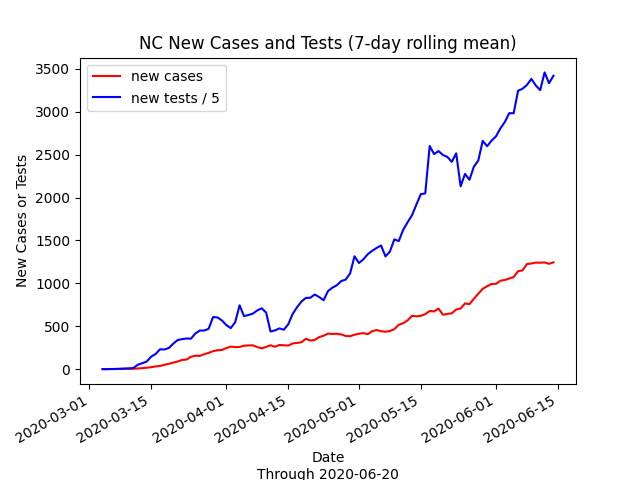 NC New Cases and Tests (7-day rolling mean)
new cases
new tests / 5
New Cases or Tests
3500
3000
2500
2000
1500
1000
500
0
2020-03-01
2020-03-15
2020-04-01
2020-04-15
2020-05-01
2020-05-15
2020-06-01
2020-06-15
Date
Through 2020-06-20